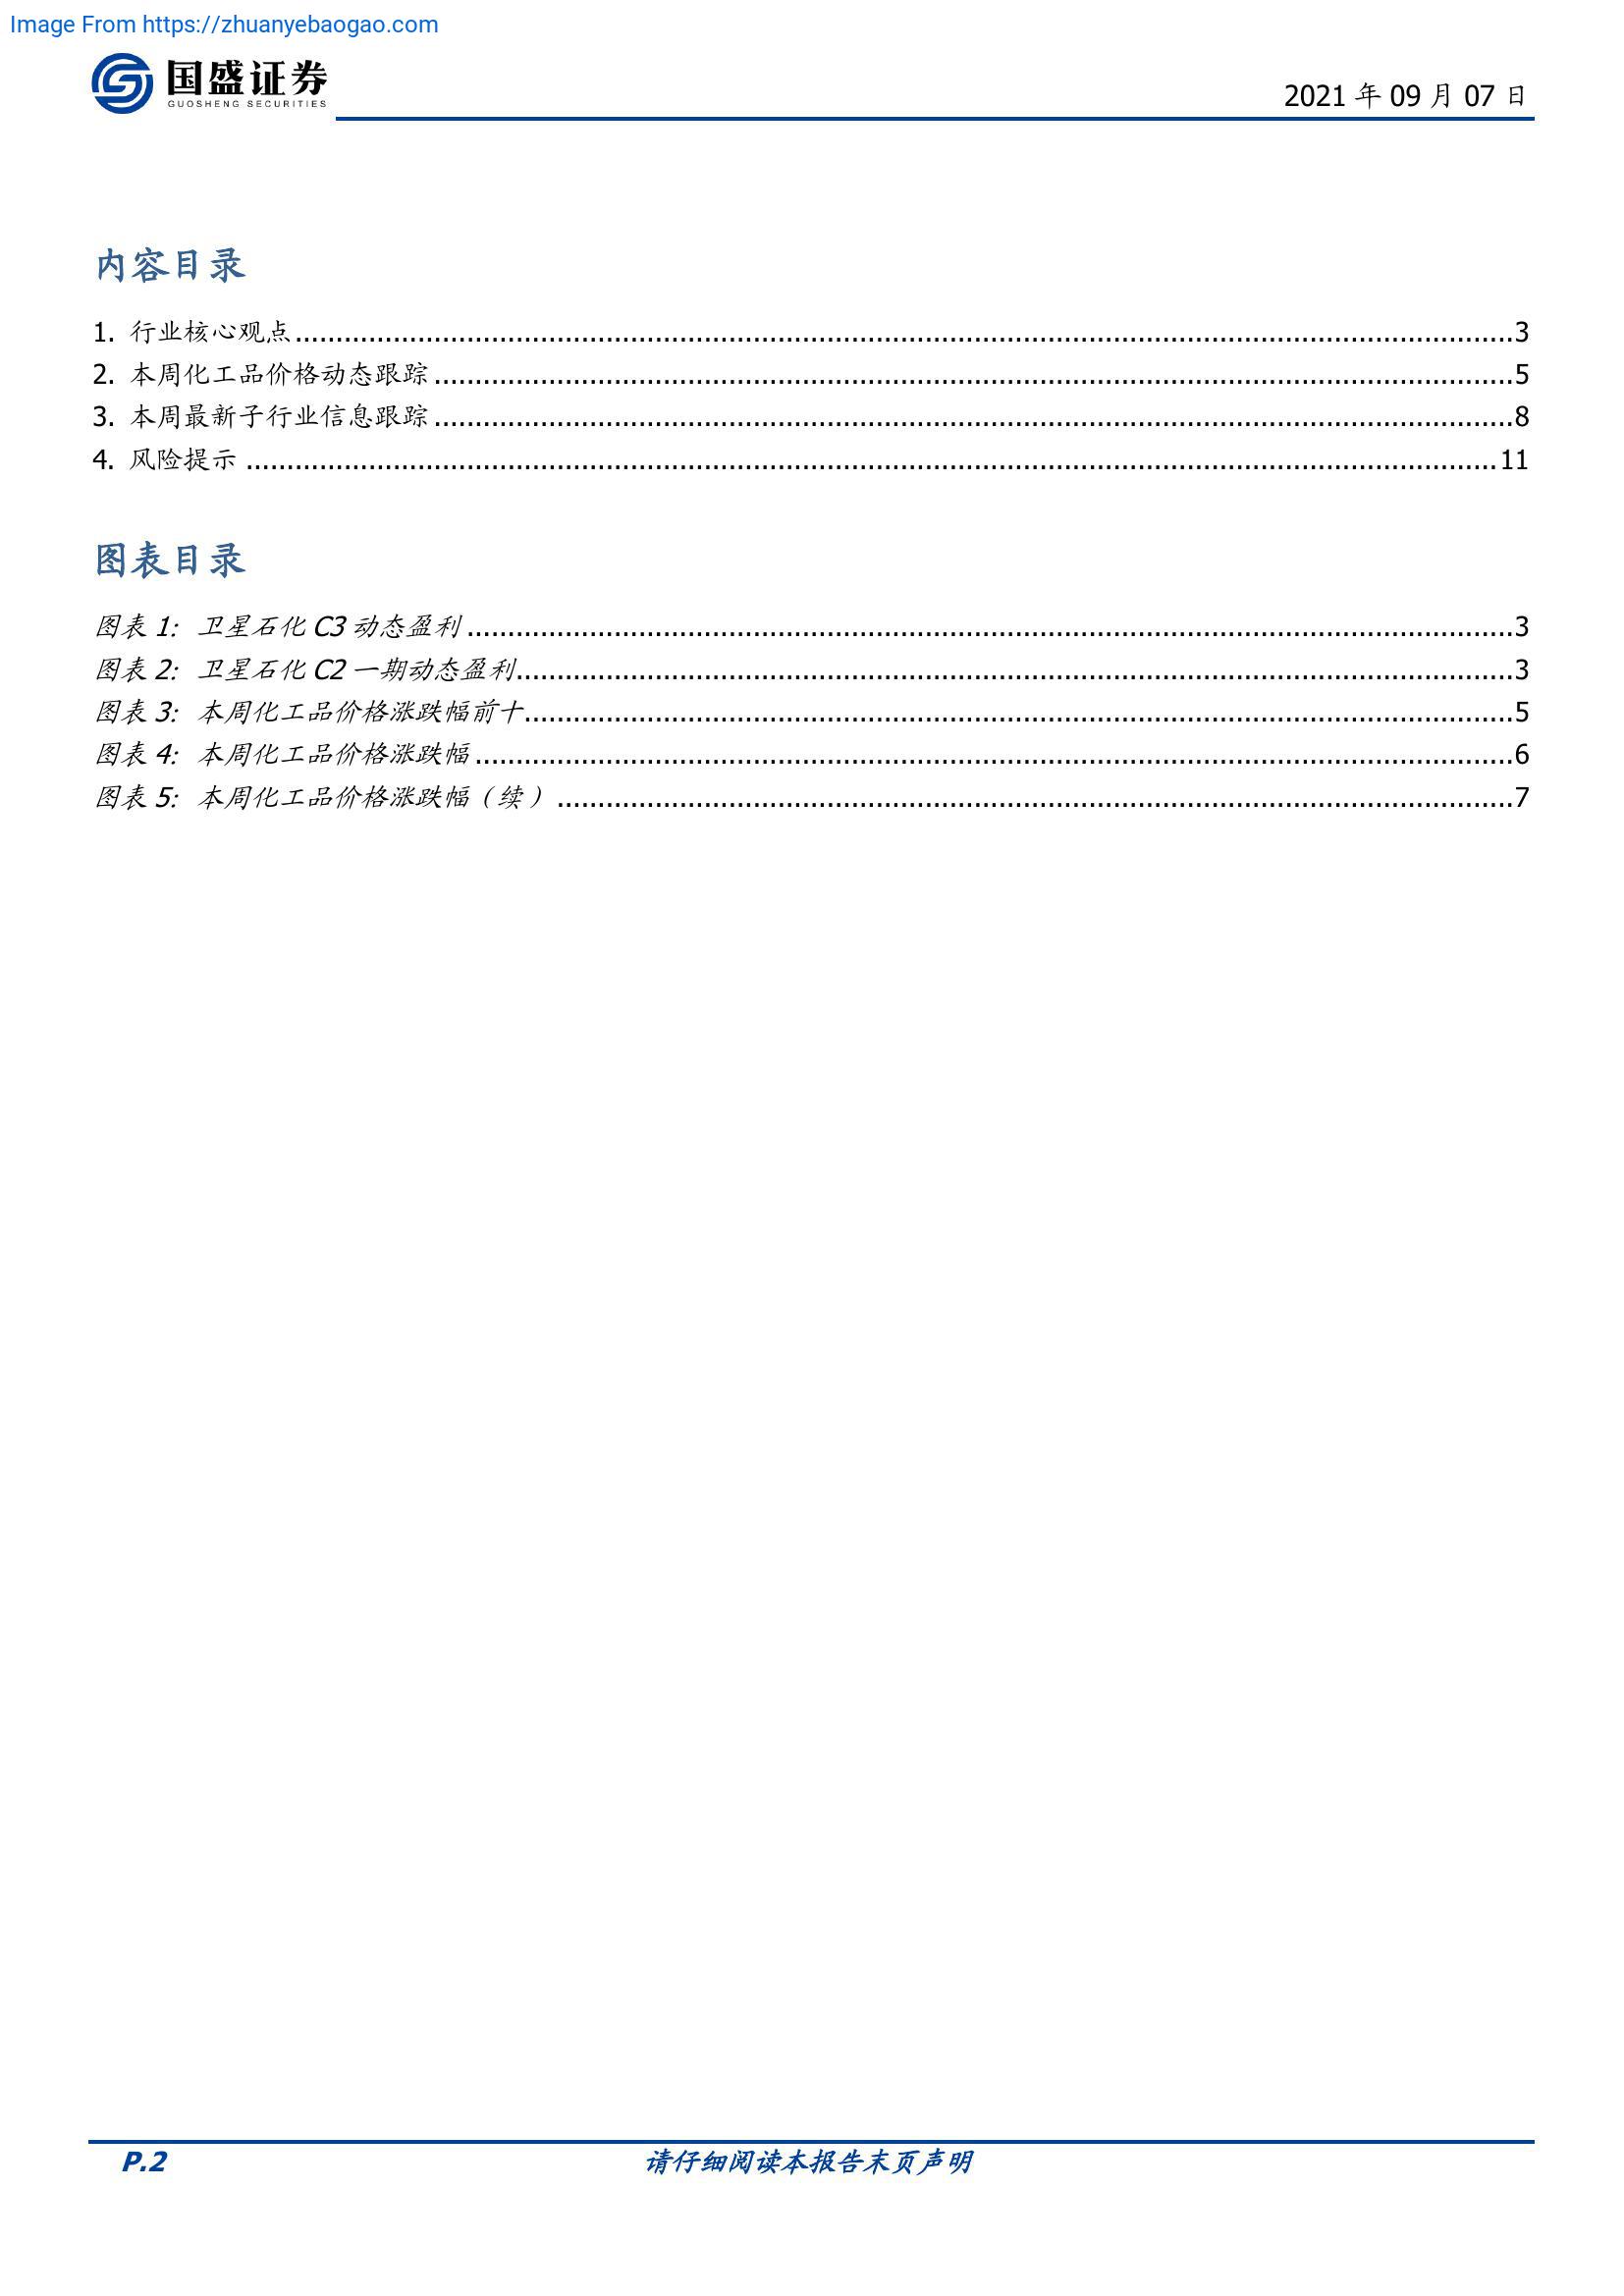 Image From https://zhuanyebaogao.com
国盛证券
GUOSHENG SECURITIES
2021 年 09 月 07 日
内容目录
1. 行业核心观点 3
2. 本周化工品价格动态跟踪 5
3. 本周最新子行业信息跟踪 8
4. 风险提示 11
图表目录
图表 1: 卫星石化 C3 动态盈利 3
图表 2: 卫星石化 C2 一期动态盈利 3
图表 3: 本周化工品价格涨跌幅前十 5
图表 4: 本周化工品价格涨跌幅 6
图表 5: 本周化工品价格涨跌幅（续） 7
P.2 请仔细阅读本报告末页声明